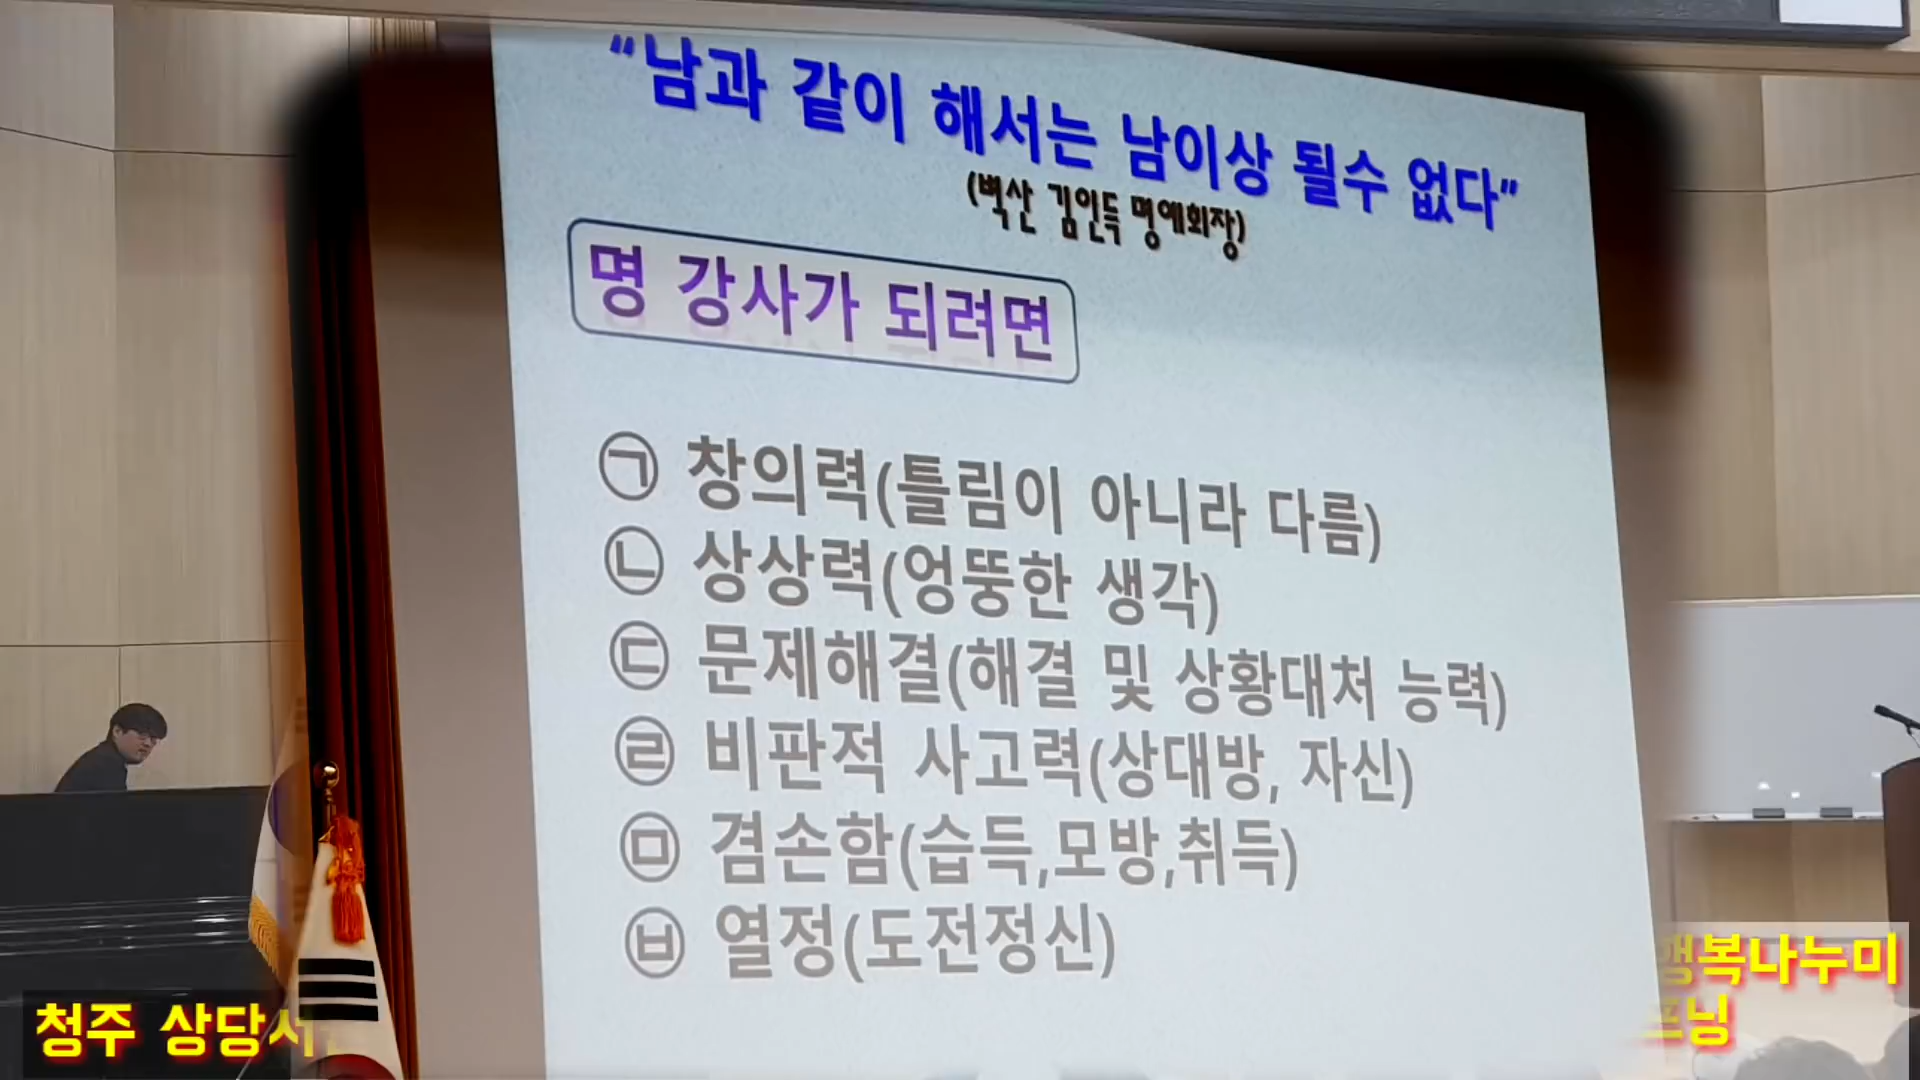 “남과 같이 해서는 남이상 될수 없다”
(벽산 김인득 명예회장)
명 강사가 되려면
㉠ 창의력(틀림이 아니라 다름)
㉡ 상상력(엉뚱한 생각)
㉢ 문제해결(해결 및 상황대처 능력)
㉣ 비판적 사고력(상대방, 자신)
㉤ 겸손함(습득,모방,취득)
㉥ 열정(도전정신)
행복나누미
청주